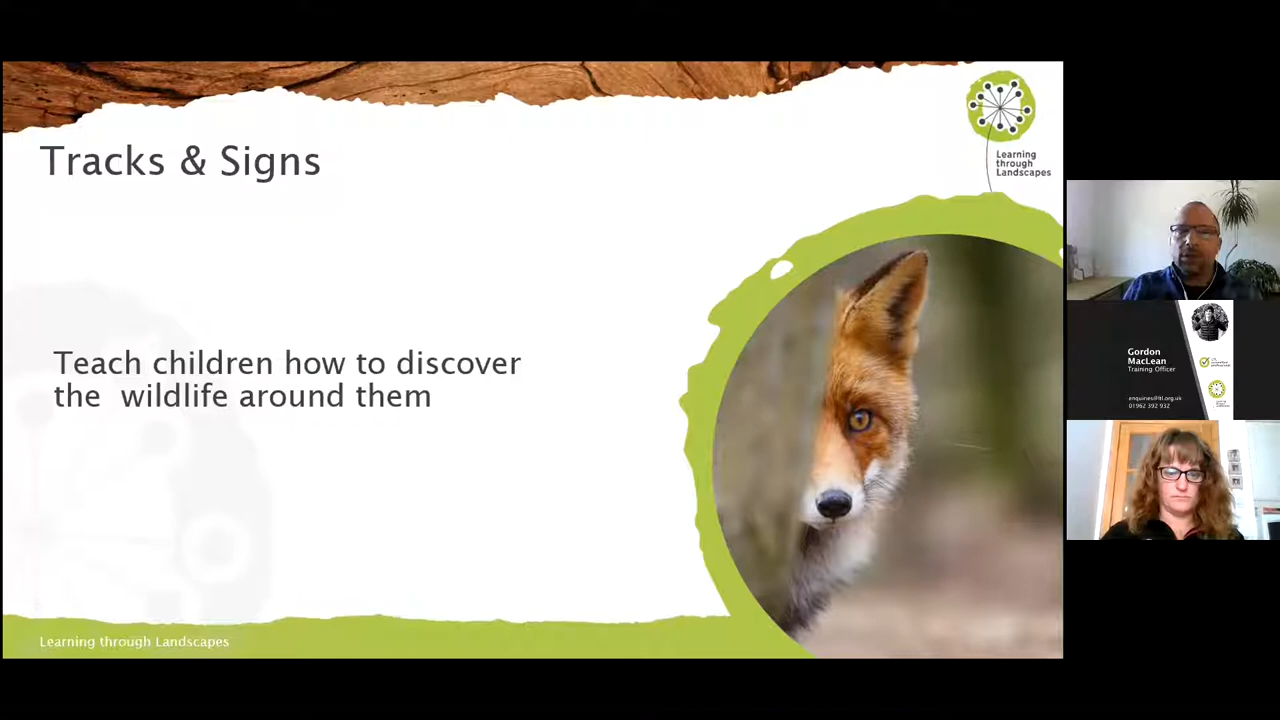 Tracks & Signs
Learning
through
Landscapes
Teach children how to discover
the  wildlife around them
Learning through Landscapes
Gordon
MacLean
Training Officer
enquiries@ltl.org.uk
01962 392 932